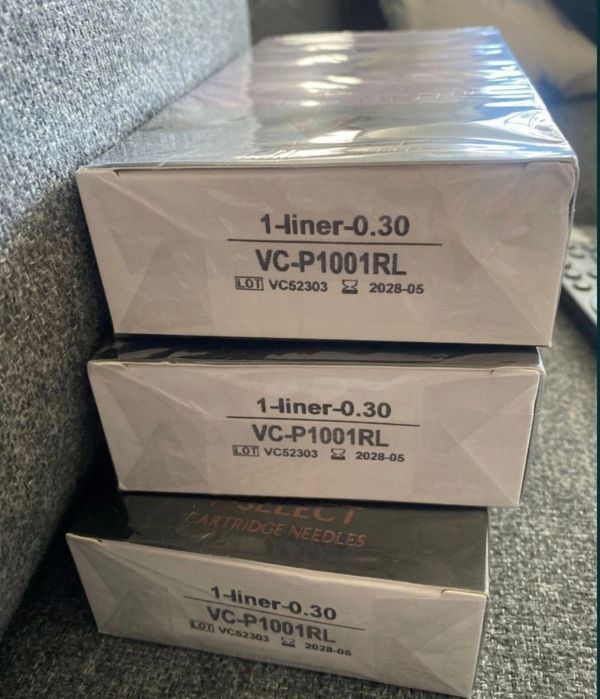 1-liner-0.30
VC-P1001RL
LOT VC52303 2028-05
1-liner-0.30
VC-P1001RL
LOT VC52303 2028-05
SELECT
CARTRIDGE NEEDLES
1-liner-0.30
VC-P1001RL
LOT VC52303 2028-05